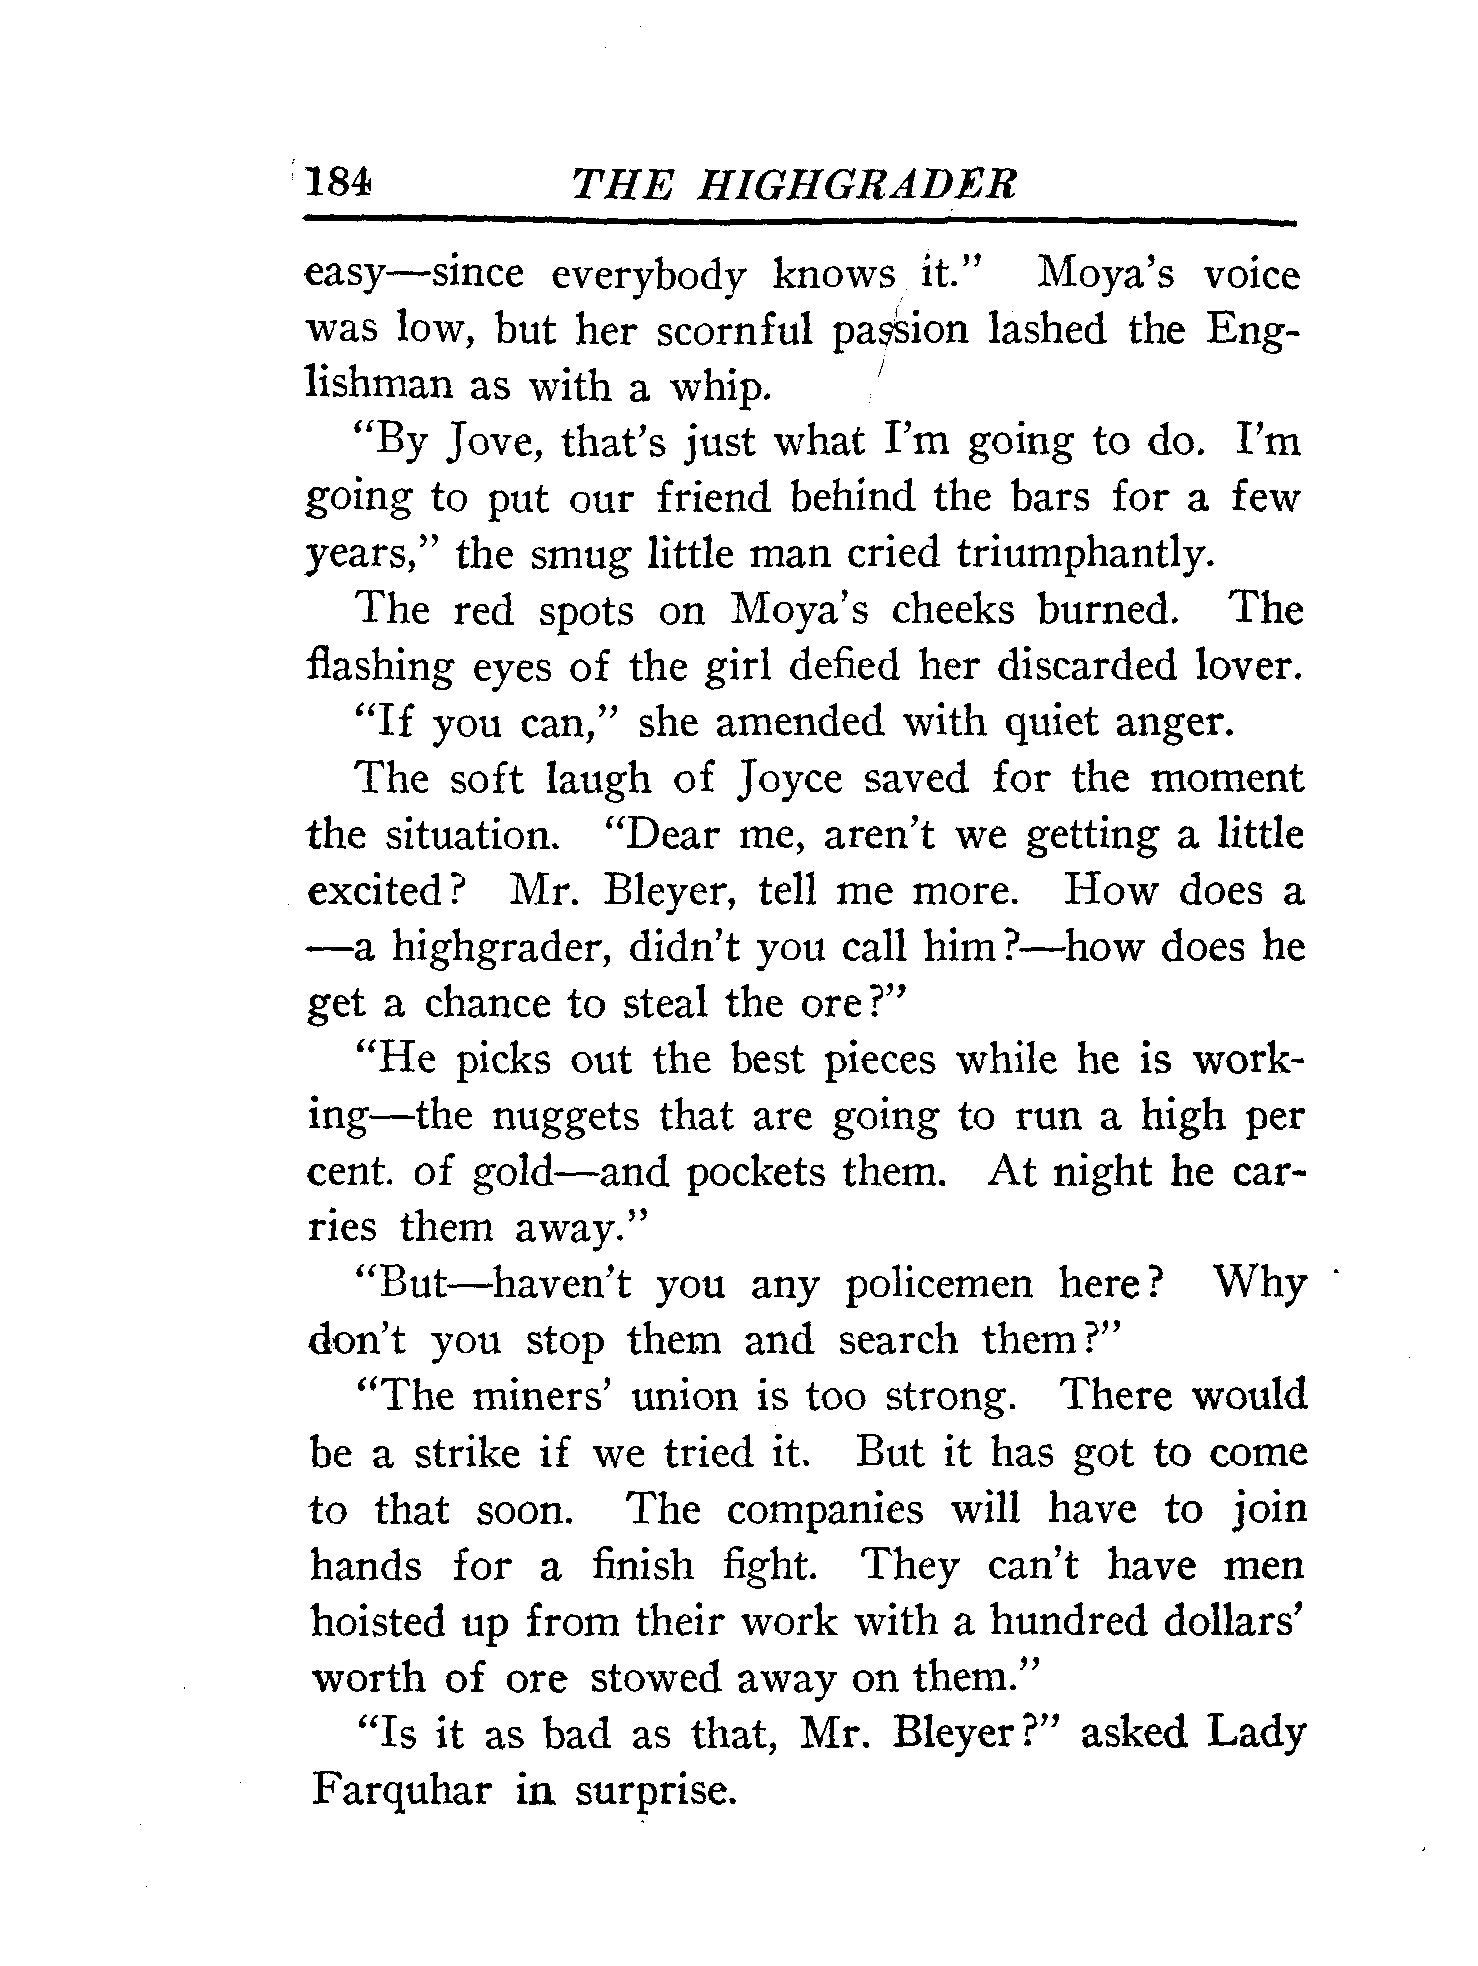 184 THE HIGHGRADER
easy—since everybody knows it." Moya's voice
was low, but her scornful passion lashed the Eng-
lishman as with a whip.
"By Jove, that's just what I'm going to do. I'm
going to put our friend behind the bars for a few
years," the smug little man cried triumphantly.
The red spots on Moya's cheeks burned. The
flashing eyes of the girl defied her discarded lover.
"If you can," she amended with quiet anger.
The soft laugh of Joyce saved for the moment
the situation. "Dear me, aren't we getting a little
excited? Mr. Bleyer, tell me more. How does a
—a highgrader, didn't you call him?—how does he
get a chance to steal the ore?"
"He picks out the best pieces while he is work-
ing—the nuggets that are going to run a high per
cent. of gold—and pockets them. At night he car-
ries them away."
"But—haven't you any policemen here? Why
don't you stop them and search them?"
"The miners' union is too strong. There would
be a strike if we tried it. But it has got to come
to that soon. The companies will have to join
hands for a finish fight. They can't have men
hoisted up from their work with a hundred dollars'
worth of ore stowed away on them."
"Is it as bad as that, Mr. Bleyer?" asked Lady
Farquhar in surprise.